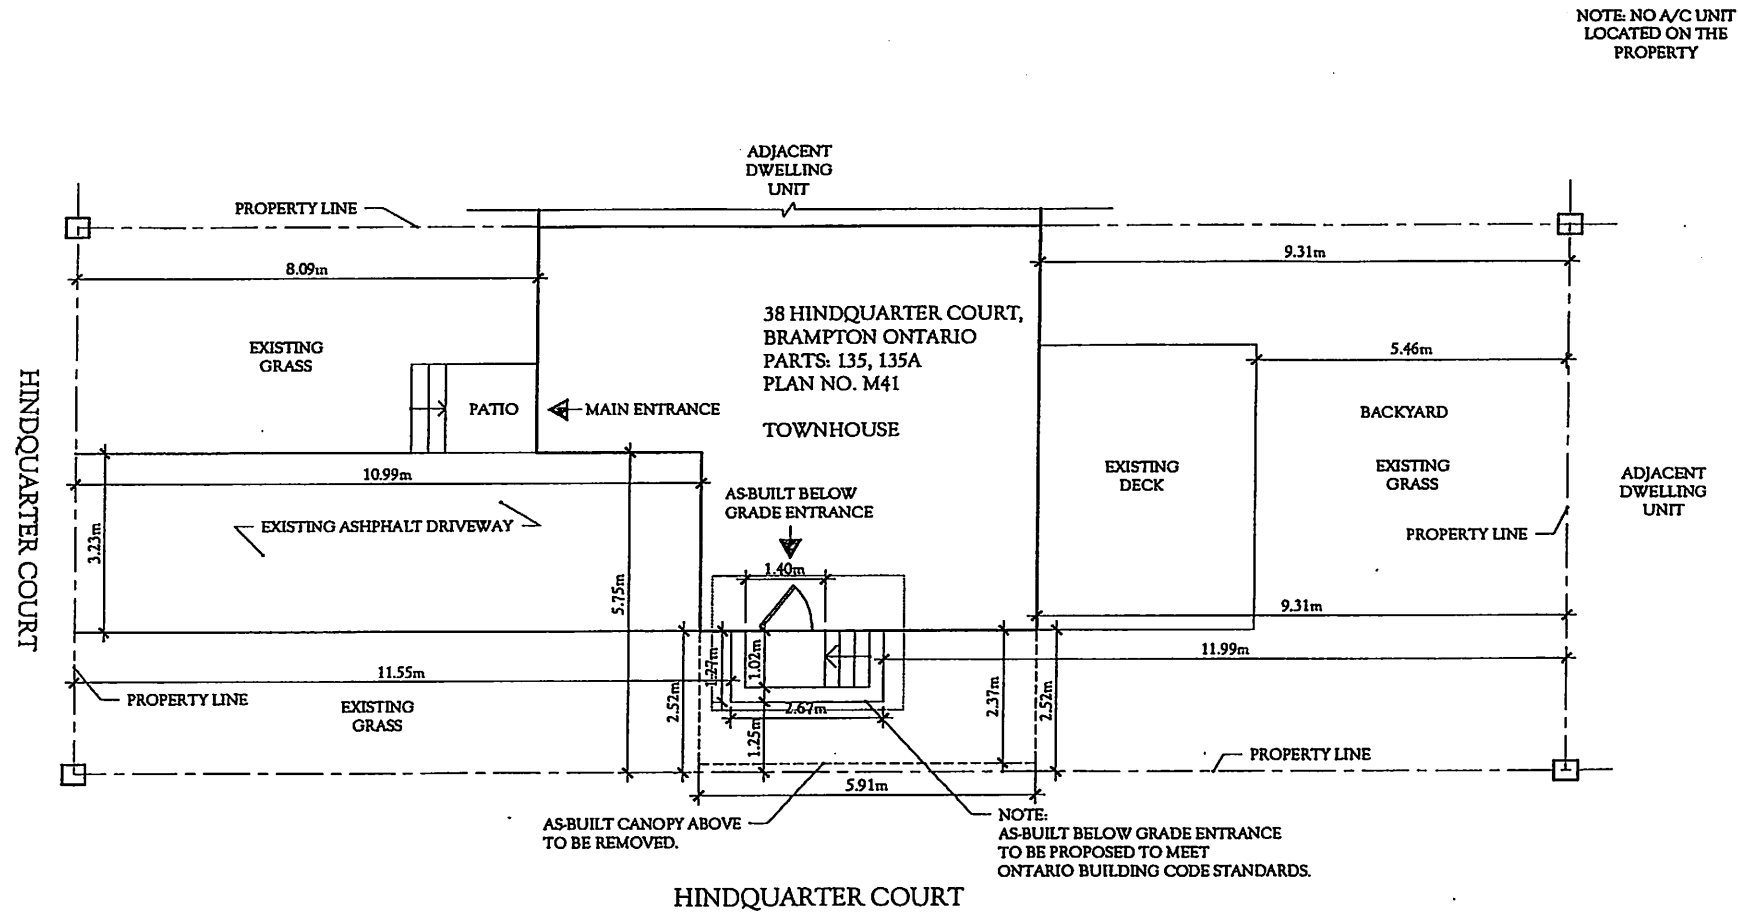 NOTE: NO A/C UNIT
LOCATED ON THE
PROPERTY
ADJACENT
DWELLING
UNIT
PROPERTY LINE
8.09m
9.31m
38 HINDQUARTER COURT,
BRAMPTON ONTARIO
PARTS: 135, 135A
PLAN NO. M41
TOWNHOUSE
EXISTING
GRASS
5.46m
PATIO
MAIN ENTRANCE
BACKYARD
HINDQUARTER COURT
10.99m
EXISTING
DECK
EXISTING
GRASS
ADJACENT
DWELLING
UNIT
AS-BUILT BELOW
GRADE ENTRANCE
EXISTING ASHPHALT DRIVEWAY
PROPERTY LINE
3.23m
1.40m
5.75m
9.31m
11.99m
11.55m
1.27m
1.02m
PROPERTY LINE
EXISTING
GRASS
2.52m
2.67m
2.37m
2.52m
1.25m
PROPERTY LINE
5.91m
AS-BUILT CANOPY ABOVE
TO BE REMOVED.
NOTE:
AS-BUILT BELOW GRADE ENTRANCE
TO BE PROPOSED TO MEET
ONTARIO BUILDING CODE STANDARDS.
HINDQUARTER COURT